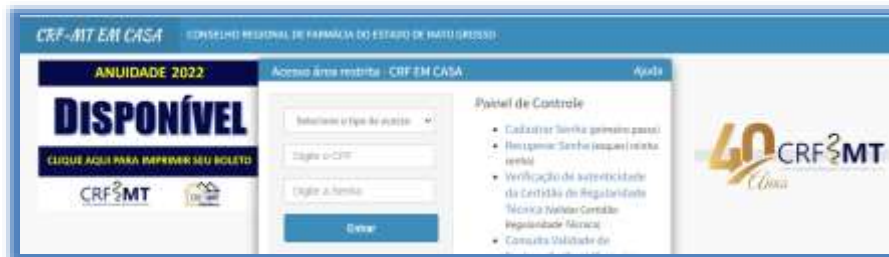 CRF-MT EM CASA
CONSELHO REGIONAL DE FARMÁCIA DO ESTADO DE MATO GROSSO
ANUIDADE 2022
DISPONÍVEL
CLIQUE AQUI PARA IMPRIMIR SEU BOLETO
CRF MT
Acesso área restrita - CRF EM CASA
Ajuda
Selecione o tipo de acesso
Digite o CPF
Digite a Senha
Entrar
Painel de Controle
Cadastrar Senha (primeiro passo)
Recuperar Senha (esqueci minha
senha)
Verificação de autenticidade
da Certidão de Regularidade
Técnica (Validar Certidão
Regularidade Técnica)
Consulta Validade de
40 CRF MT
Anos